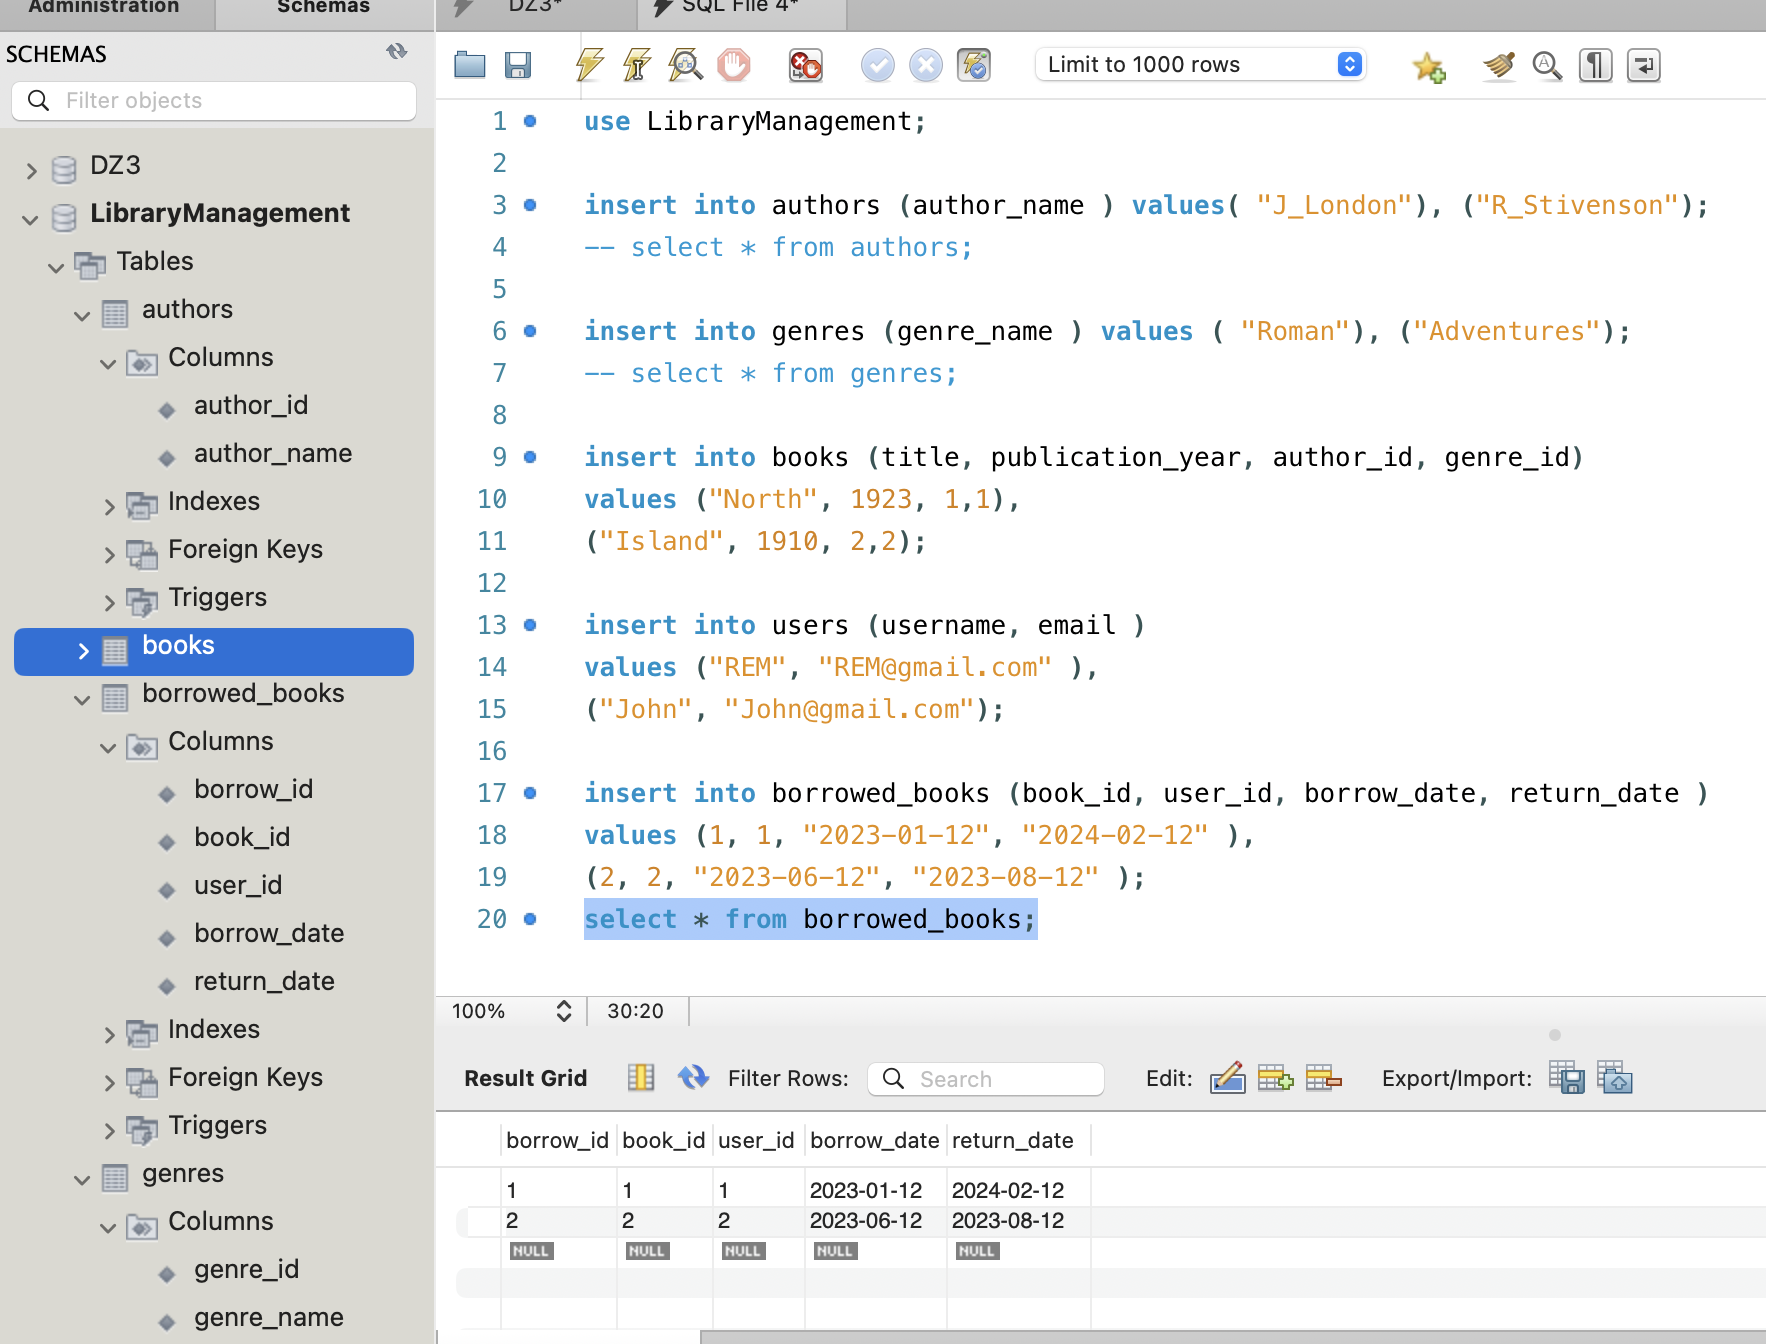 Administration
Schemas
DZ3*
SQL File 4*
SCHEMAS
Filter objects
DZ3
LibraryManagement
Tables
authors
Columns
author_id
author_name
Indexes
Foreign Keys
Triggers
books
borrowed_books
Columns
borrow_id
book_id
user_id
borrow_date
return_date
Indexes
Foreign Keys
Triggers
genres
Columns
genre_id
genre_name
Limit to 1000 rows
1 use LibraryManagement;
2
3 insert into authors (author_name ) values( "J_London"), ("R_Stivenson");
4 -- select * from authors;
5
6 insert into genres (genre_name ) values ( "Roman"), ("Adventures");
7 -- select * from genres;
8
9 insert into books (title, publication_year, author_id, genre_id)
10 values ("North", 1923, 1,1),
11 ("Island", 1910, 2,2);
12
13 insert into users (username, email )
14 values ("REM", "REM@gmail.com" ),
15 ("John", "John@gmail.com");
16
17 insert into borrowed_books (book_id, user_id, borrow_date, return_date )
18 values (1, 1, "2023-01-12", "2024-02-12" ),
19 (2, 2, "2023-06-12", "2023-08-12" );
20 select * from borrowed_books;
100% 30:20
Result Grid Filter Rows: Search Edit: Export/Import:
borrow_id book_id user_id borrow_date return_date
1 1 1 2023-01-12 2024-02-12
2 2 2 2023-06-12 2023-08-12
NULL NULL NULL NULL NULL